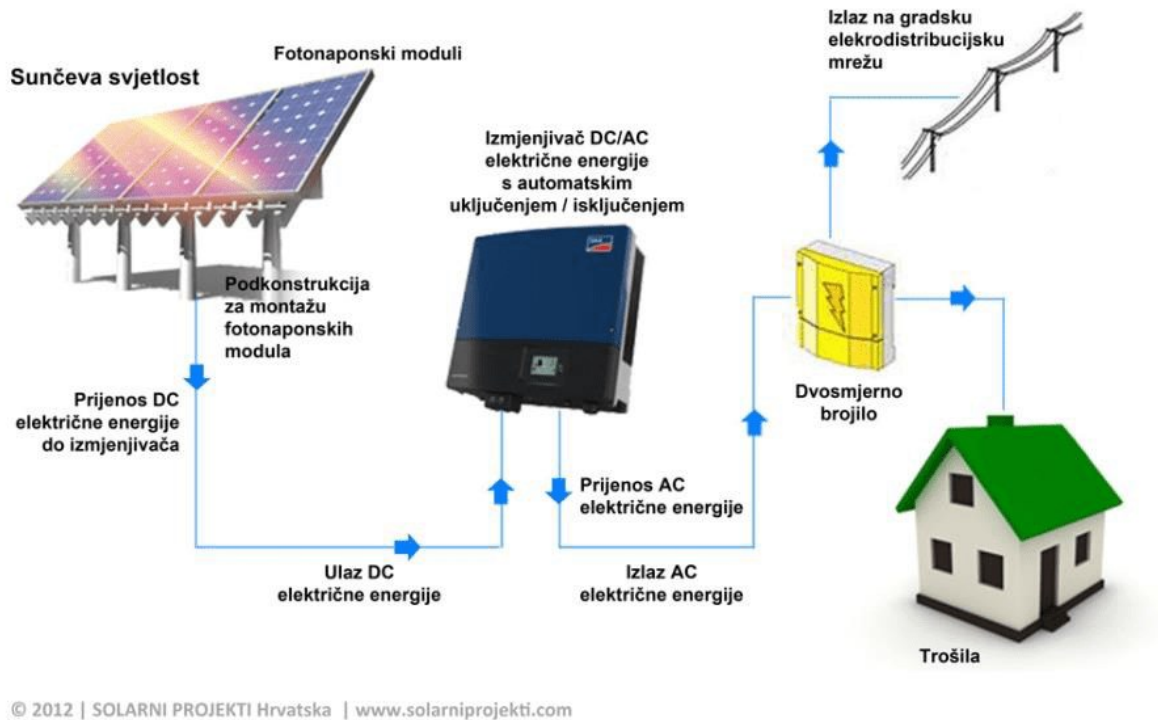 Sunčeva svjetlost
Fotonaponski moduli
Izmjenjivač DC/AC
električne energije
s automatskim
uključenjem / isključenjem
Izlaz na gradsku
elekrodistribucijsku
mrežu
Podkonstrukcija
za montažu
fotonaponskih
modula
Prijenos DC
električne energije
do izmjenjivača
Ulaz DC
električne energije
Prijenos AC
električne energije
Izlaz AC
električne energije
Dvosmjerno
brojilo
Trošila
© 2012 | SOLARNI PROJEKTI Hrvatska | www.solarniprojekti.com